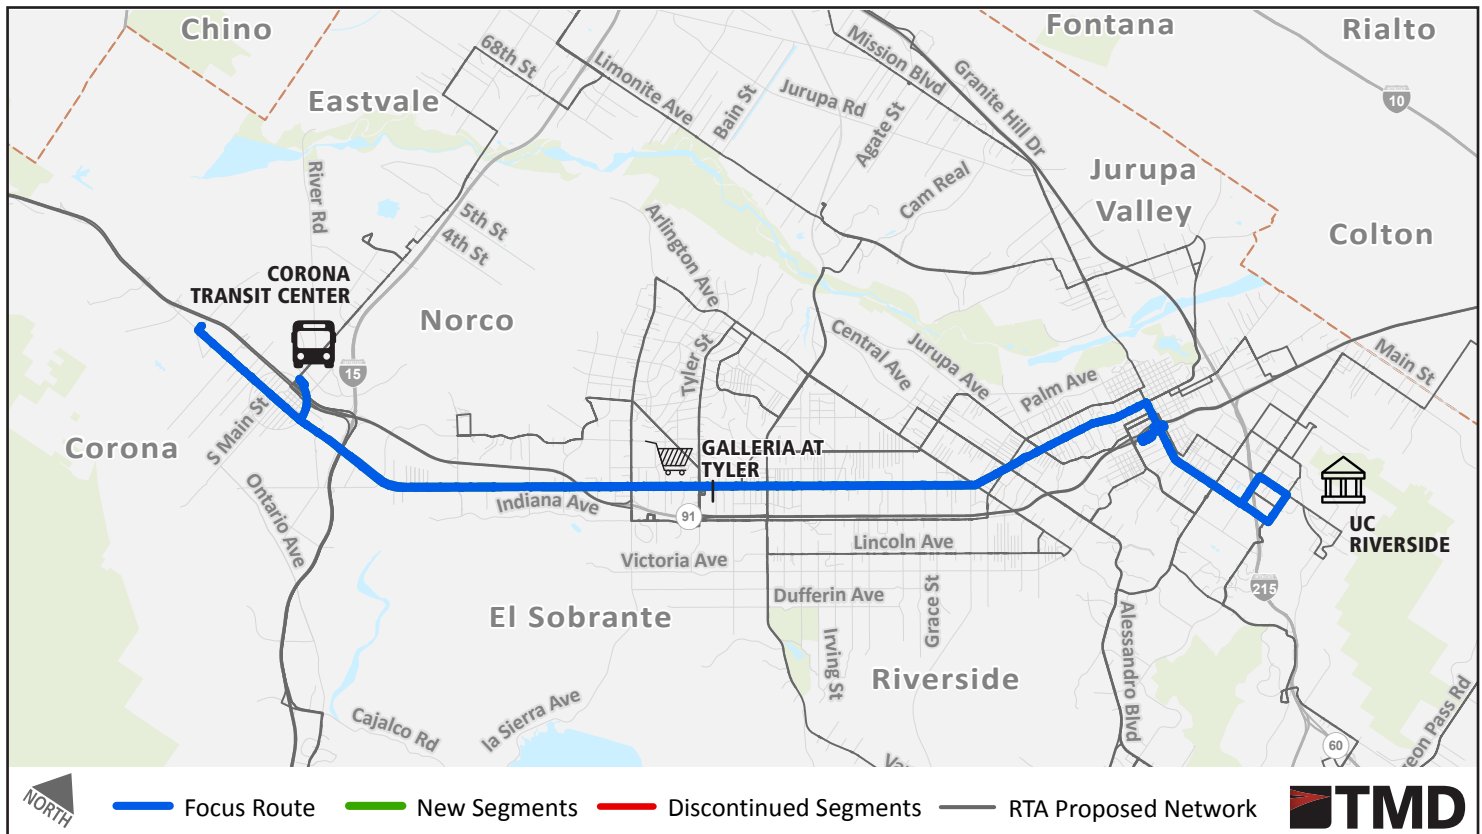 Chino
Fontana
Rialto
68th St
Limonite Ave
Mission Blvd
Granite Hill Dr
Bain St
Jurupa Rd
Agate St
10
Eastvale
River Rd
Jurupa
Valley
Cam Real
5th St
4th St
Arlington Ave
Colton
CORONA
TRANSIT CENTER
Norco
15
Tyler St
Central Ave
Jurupa Ave
Palm Ave
Main St
S Main St
Corona
GALLERIA AT
TYLER
Ontario Ave
Indiana Ave
91
UC
RIVERSIDE
Victoria Ave
Lincoln Ave
Dufferin Ave
Grace St
215
El Sobrante
Irving St
Riverside
Alessandro Blvd
la Sierra Ave
Cajalco Rd
60
eon Pass Rd
Va
NORTH
Focus Route
New Segments
Discontinued Segments
RTA Proposed Network
TMD